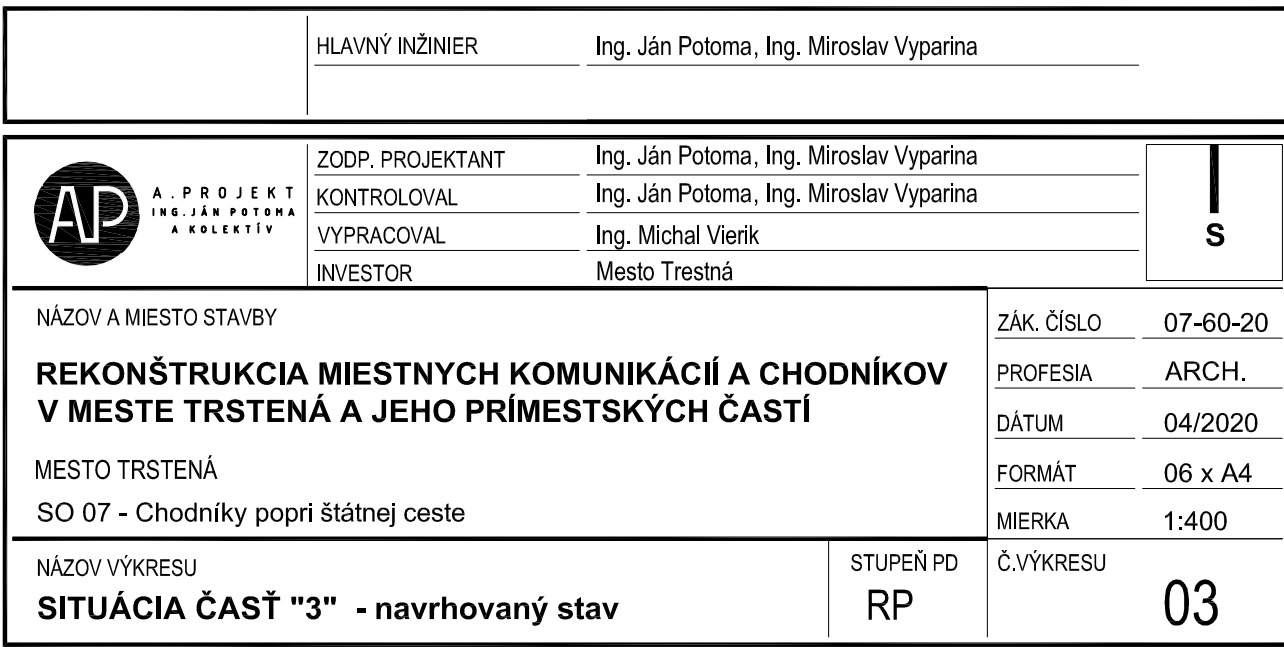 HLAVNÝ INŽINIER Ing. Ján Potoma, Ing. Miroslav Vyparina
AP
A.PROJEKT
ING.JÁN POTOMA
A KOLEKTÍV
ZODP. PROJEKTANT Ing. Ján Potoma, Ing. Miroslav Vyparina
KONTROLOVAL Ing. Ján Potoma, Ing. Miroslav Vyparina
VYPRACOVAL Ing. Michal Vierik
INVESTOR Mesto Trestná
S
NÁZOV A MIESTO STAVBY
REKONŠTRUKCIA MIESTNYCH KOMUNIKÁCIÍ A CHODNÍKOV
V MESTE TRSTENÁ A JEHO PRÍMESTSKÝCH ČASTÍ
MESTO TRSTENÁ
SO 07 - Chodníky popri štátnej ceste
ZÁK. ČÍSLO 07-60-20
PROFESIA ARCH.
DÁTUM 04/2020
FORMÁT 06 x A4
MIERKA 1:400
NÁZOV VÝKRESU
SITUÁCIA ČASŤ "3" - navrhovaný stav
STUPEŇ PD
RP
Č.VÝKRESU
03